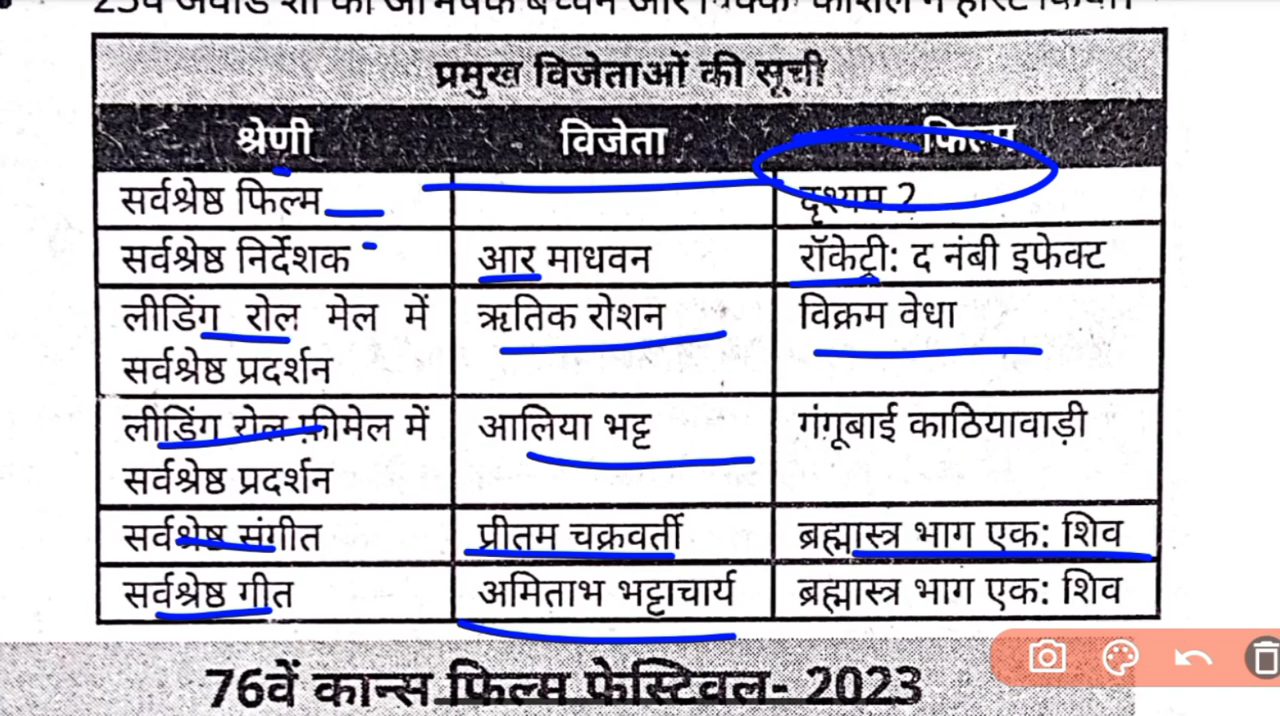 प्रमुख विजेताओं की सूची
श्रेणी विजेता फिल्म
सर्वश्रेष्ठ फिल्म दृश्यम 2
सर्वश्रेष्ठ निर्देशक आर माधवन रॉकेट्री: द नंबी इफेक्ट
लीडिंग रोल मेल में ऋतिक रोशन विक्रम वेधा
सर्वश्रेष्ठ प्रदर्शन
लीडिंग रोल फ़ीमेल में आलिया भट्ट गंगूबाई काठियावाड़ी
सर्वश्रेष्ठ प्रदर्शन
सर्वश्रेष्ठ संगीत प्रीतम चक्रवर्ती ब्रह्मास्त्र भाग एक: शिव
सर्वश्रेष्ठ गीत अमिताभ भट्टाचार्य ब्रह्मास्त्र भाग एक: शिव
76वें कान्स फिल्म फेस्टिवल- 2023